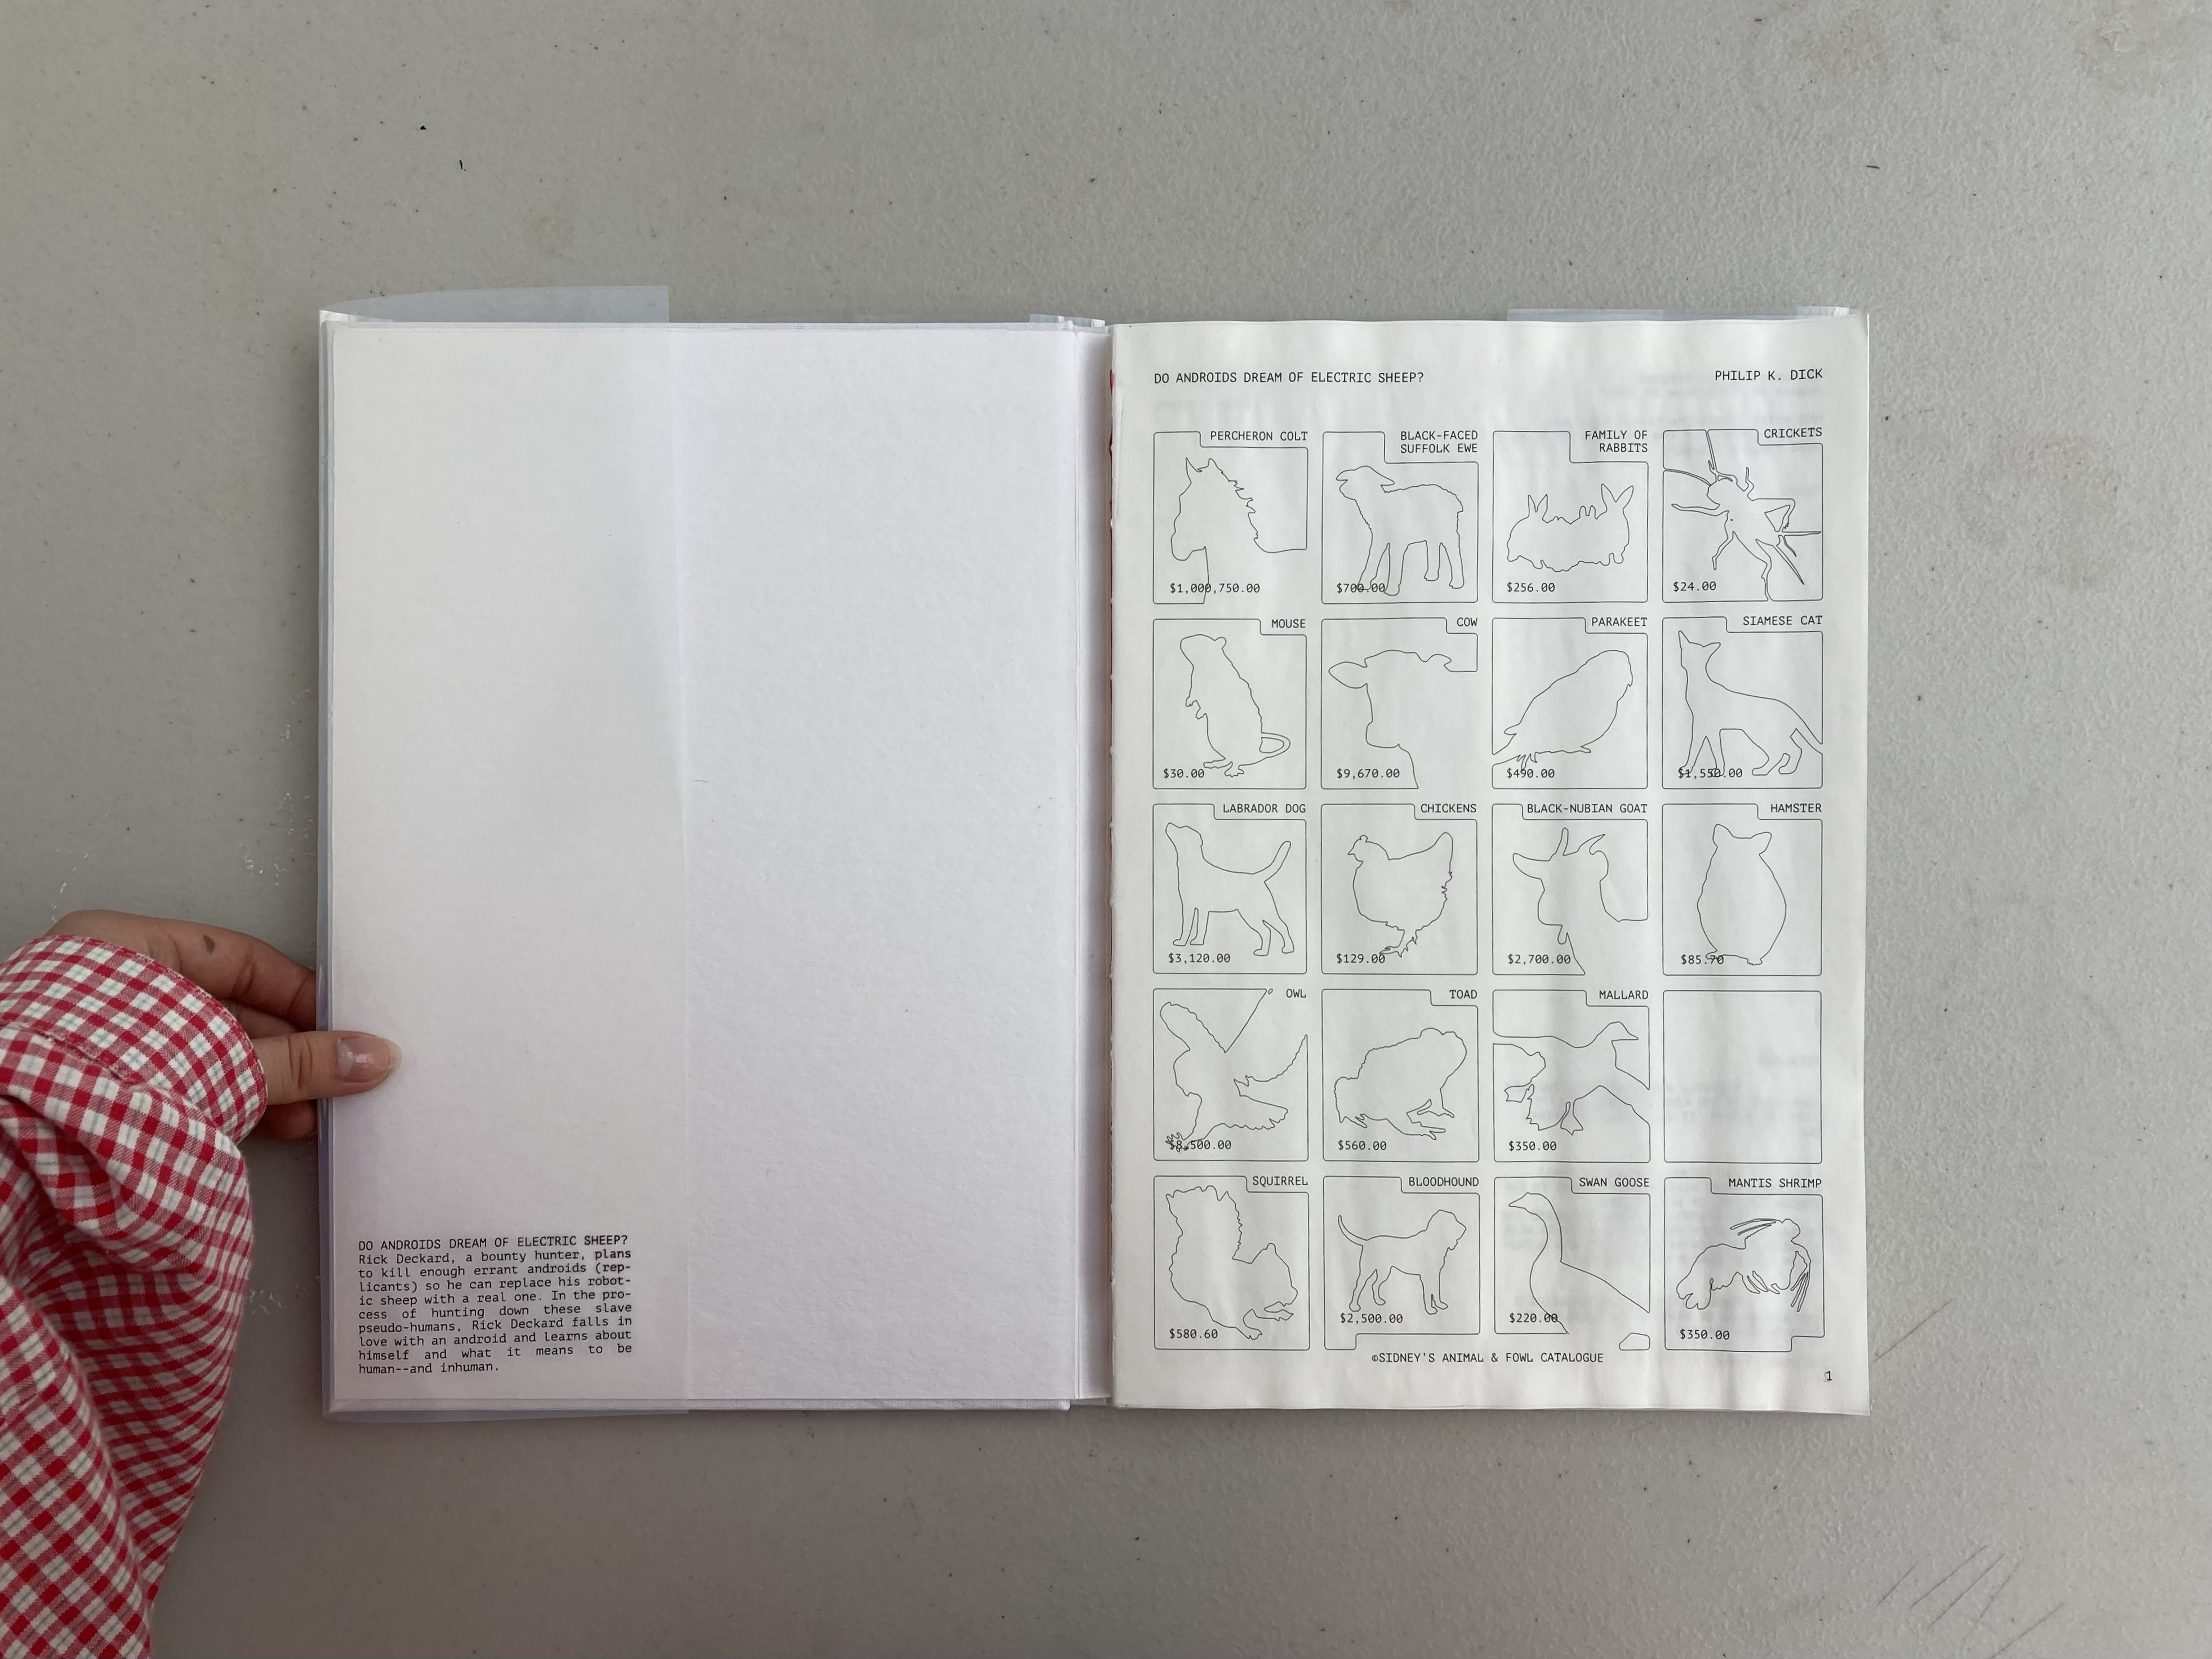 DO ANDROIDS DREAM OF ELECTRIC SHEEP?
Rick Deckard, a bounty hunter, plans
to kill enough errant androids (rep-
licants) so he can replace his robot-
ic sheep with a real one. In the pro-
cess of hunting down these slave
pseudo-humans, Rick Deckard falls in
love with an android and learns about
himself and what it means to be
human--and inhuman.
DO ANDROIDS DREAM OF ELECTRIC SHEEP? PHILIP K. DICK
PERCHERON COLT
$1,000,750.00
BLACK-FACED
SUFFOLK EWE
$700.00
FAMILY OF
RABBITS
$256.00
CRICKETS
$24.00
MOUSE
$30.00
COW
$9,670.00
PARAKEET
$490.00
SIAMESE CAT
$1,550.00
LABRADOR DOG
$3,120.00
CHICKENS
$129.00
BLACK-NUBIAN GOAT
$2,700.00
HAMSTER
$85.70
OWL
$8,500.00
TOAD
$560.00
MALLARD
$350.00
SQUIRREL
$580.60
BLOODHOUND
$2,500.00
SWAN GOOSE
$220.00
MANTIS SHRIMP
$350.00
©SIDNEY'S ANIMAL & FOWL CATALOGUE
1